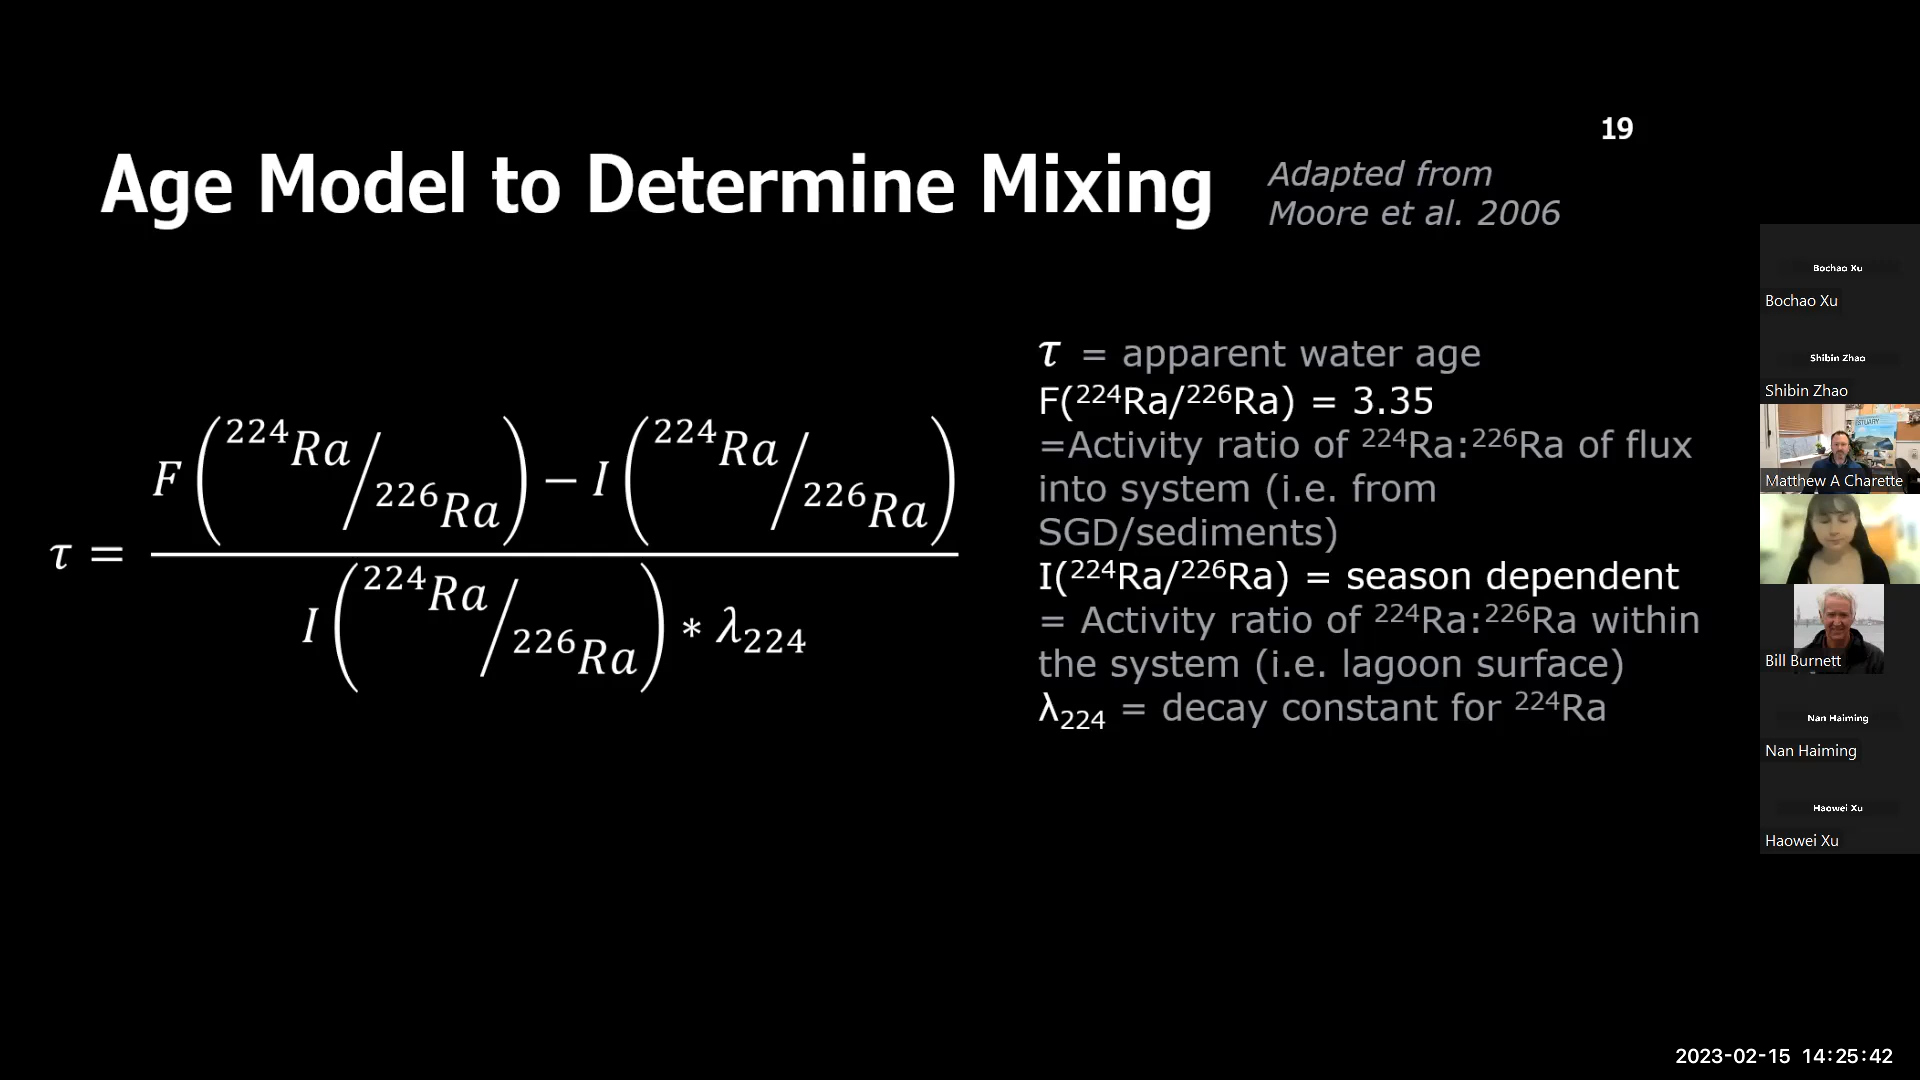 19
Age Model to Determine Mixing
Adapted from
Moore et al. 2006
τ = (F(²²⁴Ra/²²⁶Ra) − I(²²⁴Ra/²²⁶Ra)) / (I(²²⁴Ra/²²⁶Ra) * λ₂₂₄)
τ = apparent water age
F(²²⁴Ra/²²⁶Ra) = 3.35
=Activity ratio of ²²⁴Ra:²²⁶Ra of flux
into system (i.e. from
SGD/sediments)
I(²²⁴Ra/²²⁶Ra) = season dependent
= Activity ratio of ²²⁴Ra:²²⁶Ra within
the system (i.e. lagoon surface)
λ₂₂₄ = decay constant for ²²⁴Ra
Bochao Xu
Bochao Xu
Shibin Zhao
Shibin Zhao
ESTUARY
Matthew A Charette
Bill Burnett
Nan Haiming
Nan Haiming
Haowei Xu
Haowei Xu
2023-02-15 14:25:42